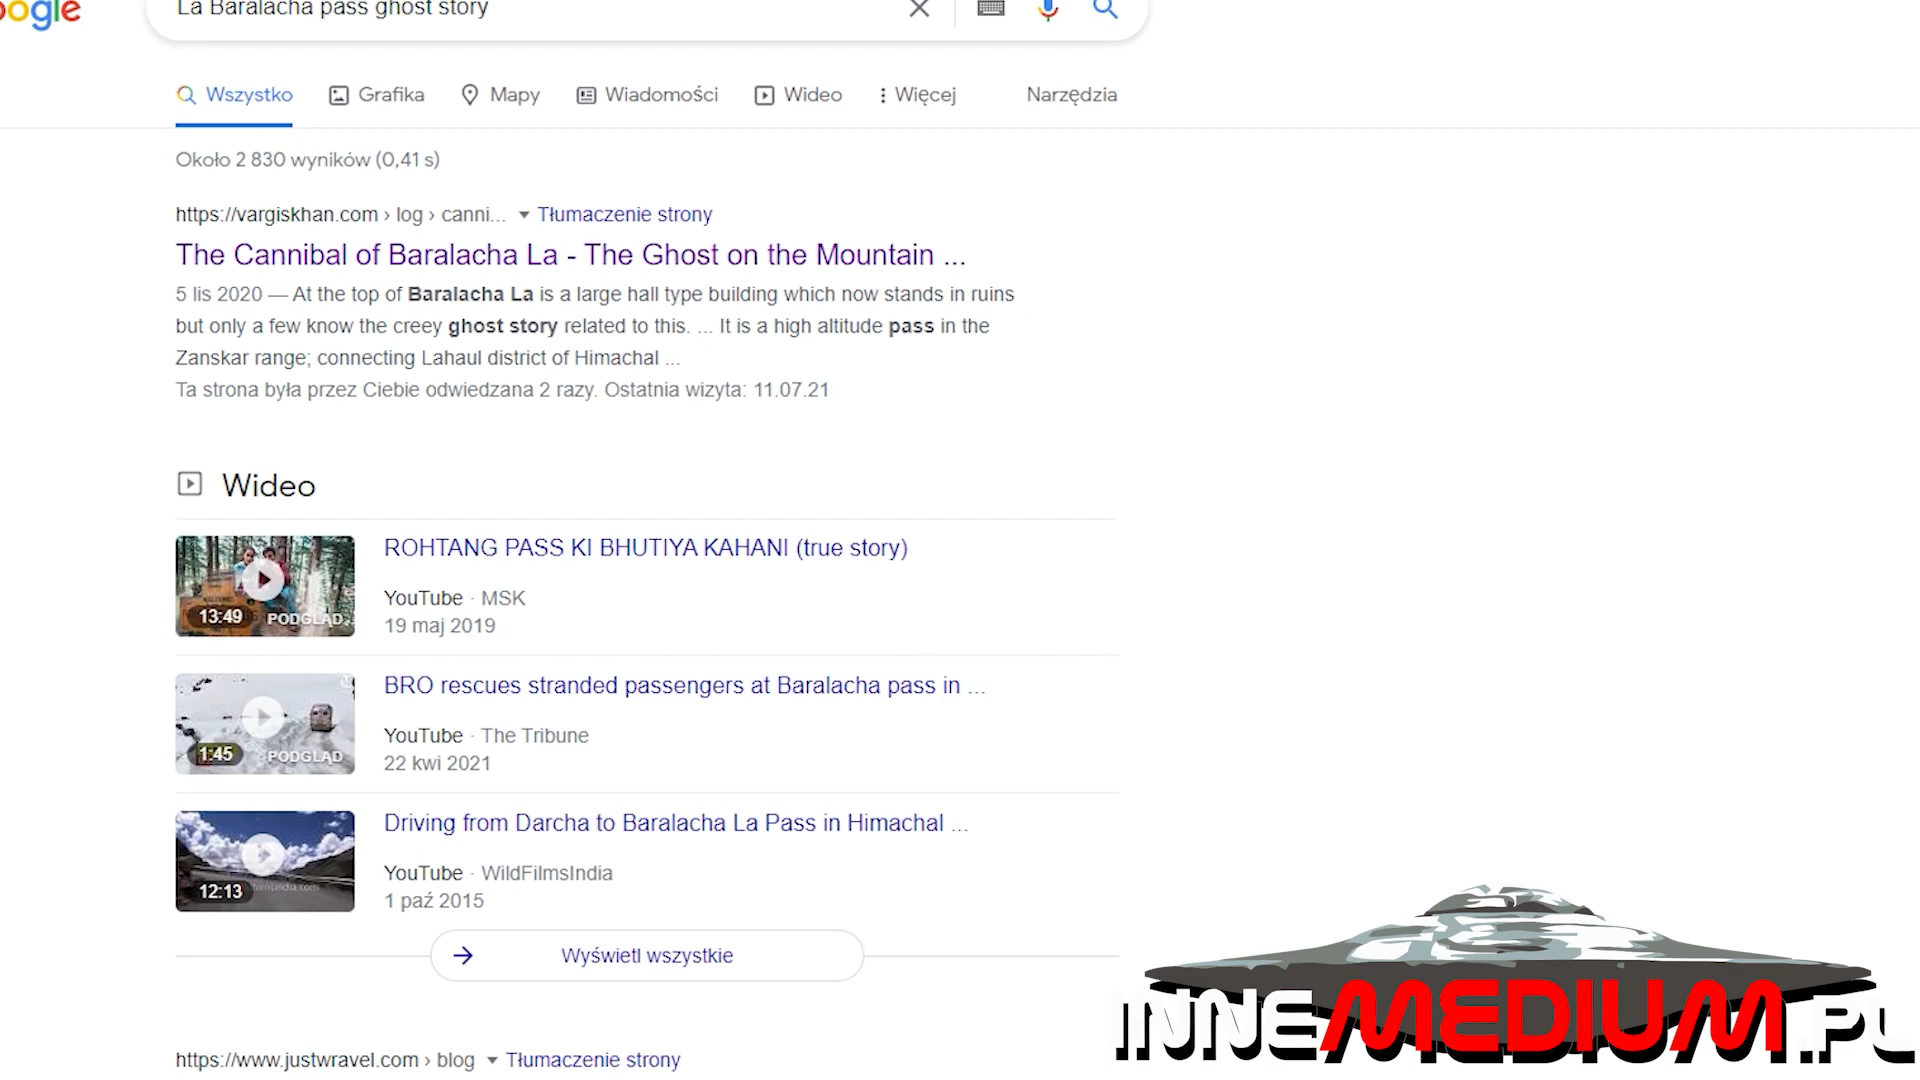 oogle
La Baralacha pass ghost story
Wszystko Grafika Mapy Wiadomości Wideo Więcej Narzędzia
Około 2 830 wyników (0,41 s)
https://vargiskhan.com › log › canni... Tłumaczenie strony
The Cannibal of Baralacha La - The Ghost on the Mountain ...
5 lis 2020 — At the top of Baralacha La is a large hall type building which now stands in ruins
but only a few know the creey ghost story related to this. ... It is a high altitude pass in the
Zanskar range; connecting Lahaul district of Himachal ...
Ta strona była przez Ciebie odwiedzana 2 razy. Ostatnia wizyta: 11.07.21
Wideo
ROHTANG PASS KI BHUTIYA KAHANI (true story)
YouTube · MSK
19 maj 2019
13:49 PODGLĄD
BRO rescues stranded passengers at Baralacha pass in ...
YouTube · The Tribune
22 kwi 2021
1:45 PODGLĄD
Driving from Darcha to Baralacha La Pass in Himachal ...
YouTube · WildFilmsIndia
1 paź 2015
12:13
Wyświetl wszystkie
https://www.justwravel.com › blog Tłumaczenie strony
INNEMEDIUM.PL